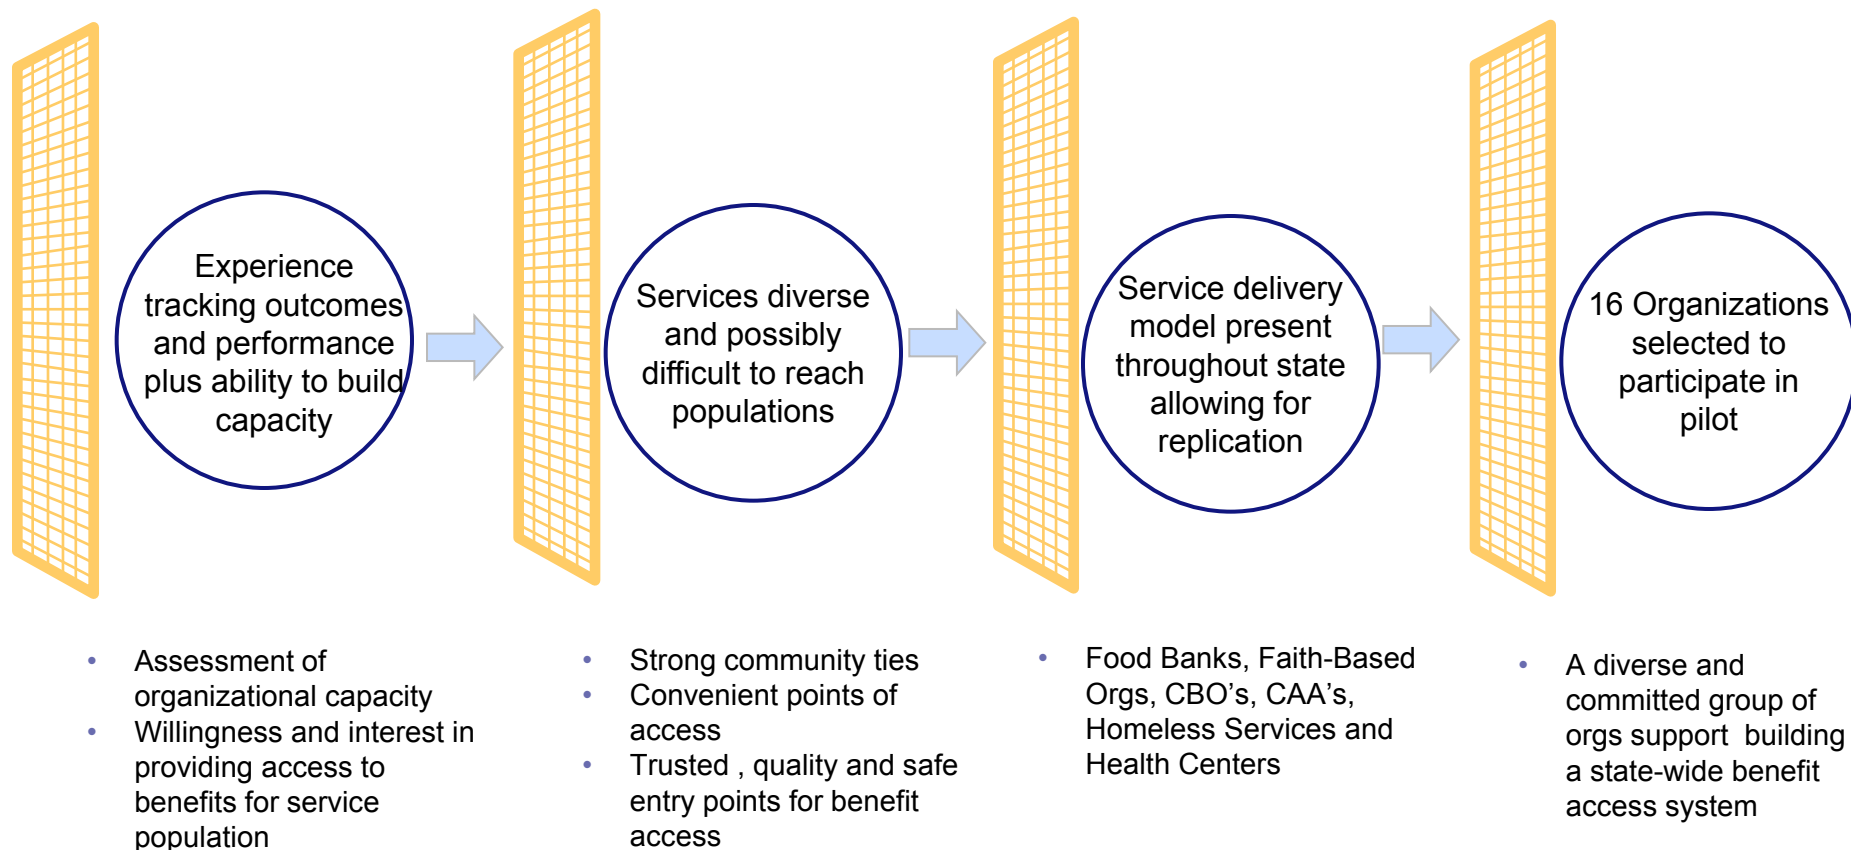 Experience
tracking outcomes
and performance
plus ability to build
capacity
Services diverse
and possibly
difficult to reach
populations
Service delivery
model present
throughout state
allowing for
replication
16 Organizations
selected to
participate in
pilot
• Assessment of
organizational capacity
• Willingness and interest in
providing access to
benefits for service
population
• Strong community ties
• Convenient points of
access
• Trusted , quality and safe
entry points for benefit
access
• Food Banks, Faith-Based
Orgs, CBO’s, CAA’s,
Homeless Services and
Health Centers
• A diverse and
committed group of
orgs support  building
a state-wide benefit
access system